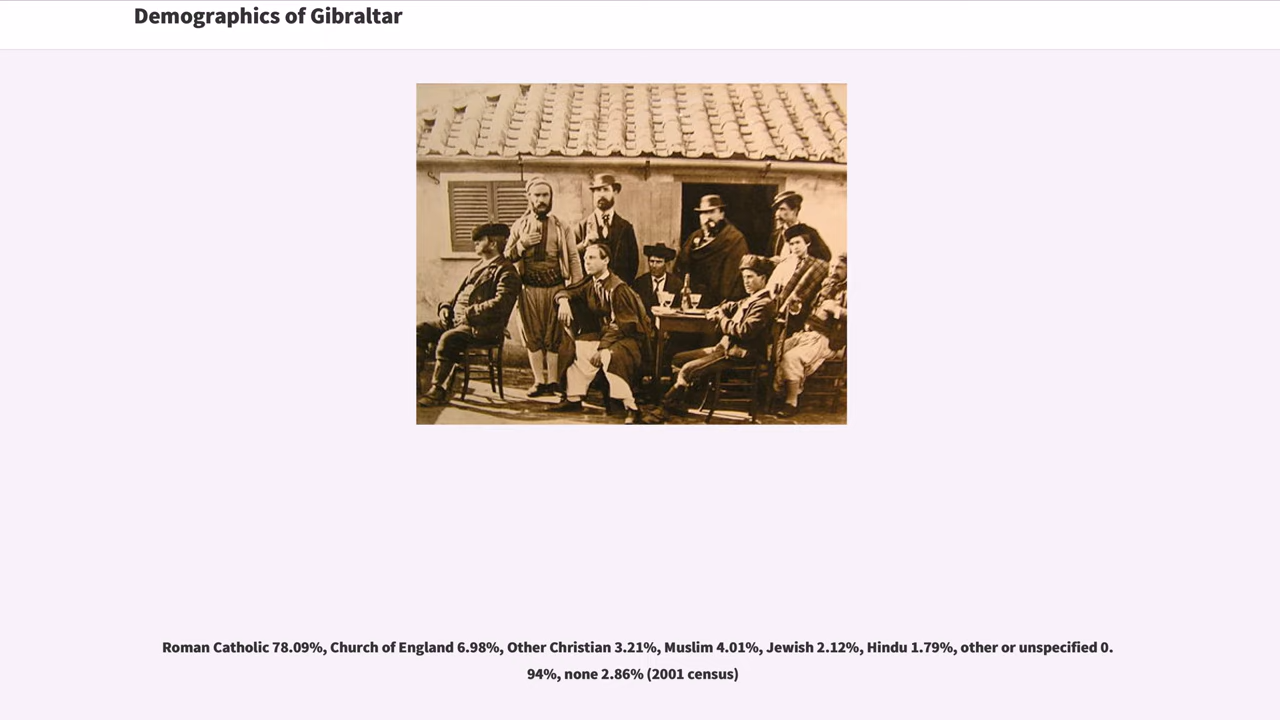 Demographics of Gibraltar
Roman Catholic 78.09%, Church of England 6.98%, Other Christian 3.21%, Muslim 4.01%, Jewish 2.12%, Hindu 1.79%, other or unspecified 0.
94%, none 2.86% (2001 census)